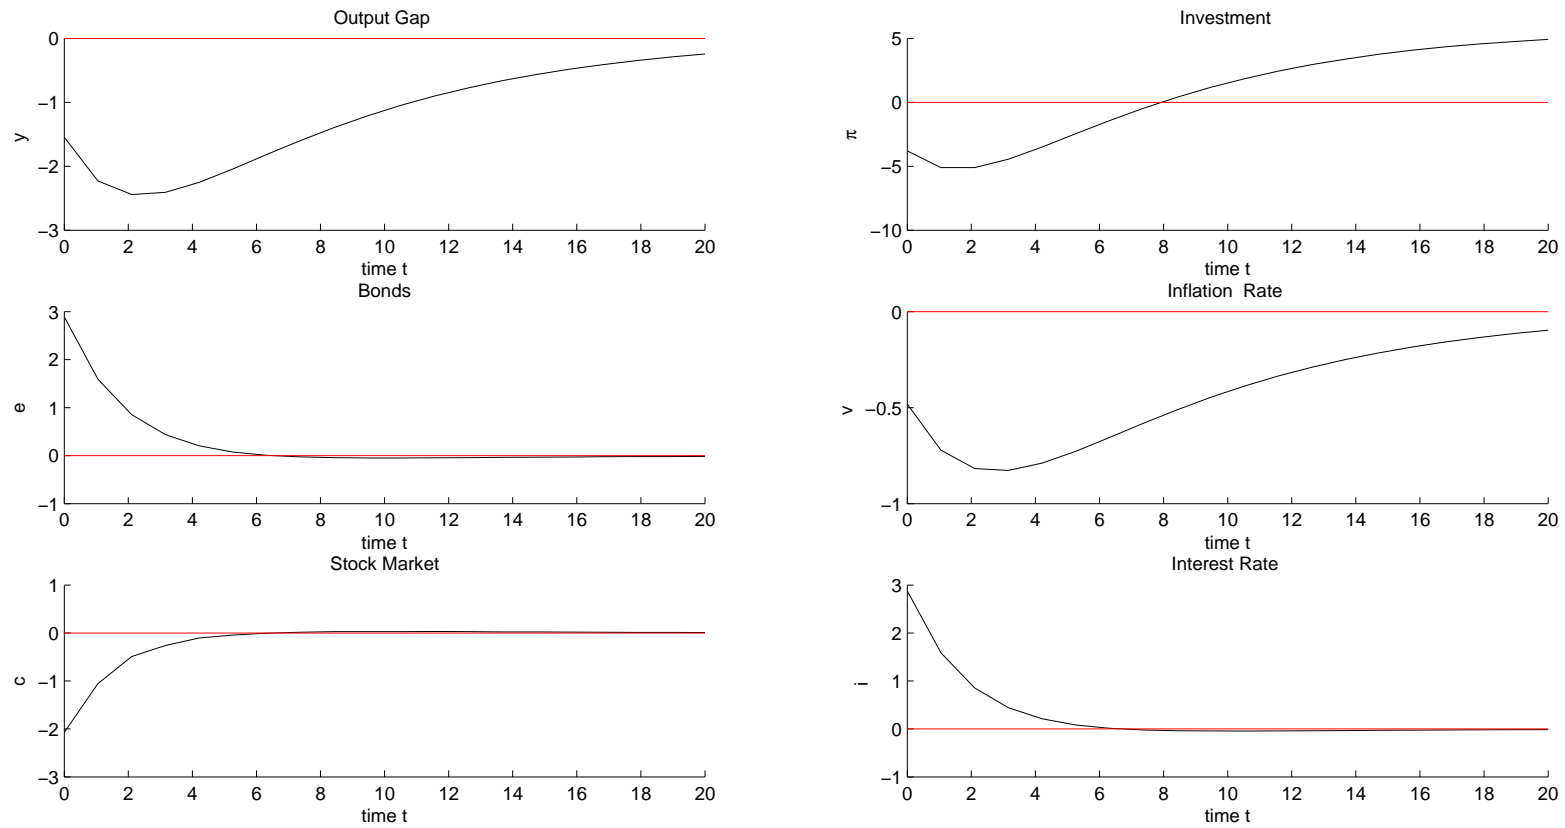 Output Gap
0
−1
−2
−3
y
0 2 4 6 8 10 12 14 16 18 20
time t
Investment
5
0
−5
−10
π
0 2 4 6 8 10 12 14 16 18 20
time t
Bonds
3
2
1
0
−1
e
0 2 4 6 8 10 12 14 16 18 20
time t
Inflation Rate
0
−0.5
−1
v
0 2 4 6 8 10 12 14 16 18 20
time t
Stock Market
1
0
−1
−2
−3
c
0 2 4 6 8 10 12 14 16 18 20
time t
Interest Rate
3
2
1
0
−1
i
0 2 4 6 8 10 12 14 16 18 20
time t